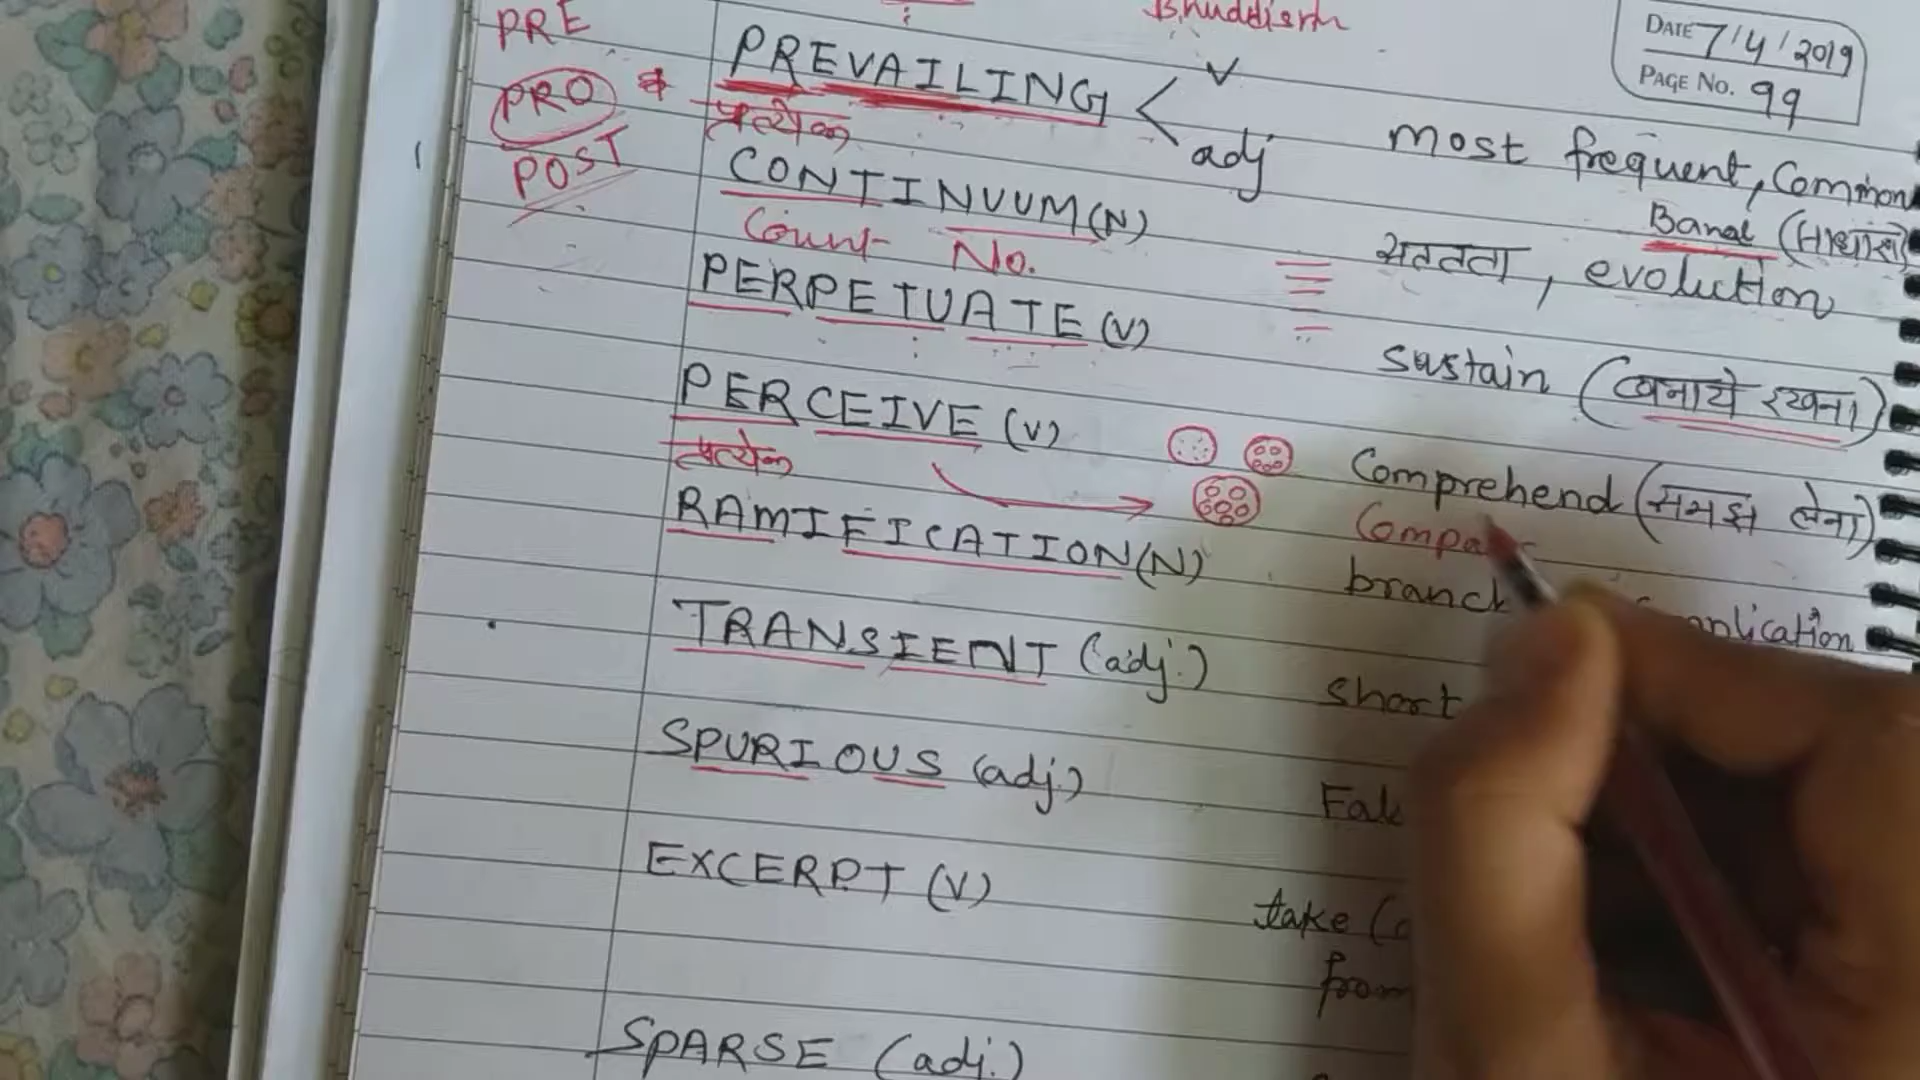 Bhuddism
DATE 7/4/2019
PAGE No. 99
PRE
PRO
POST
PREVAILING
V
adj
most frequent, Common
प्रत्येक
Banal
CONTINUUM(N)
सततता, evolution
Count No.
PERPETUATE (V)
sustain (बनाये रखना)
PERCEIVE (V)
Comprehend (समझ लेना)
प्रत्येक
RAMIFICATION(N)
branch
TRANSIENT (adj.)
short
SPURIOUS (adj.)
EXCERPT (V)
take
from
SPARSE (adj.)